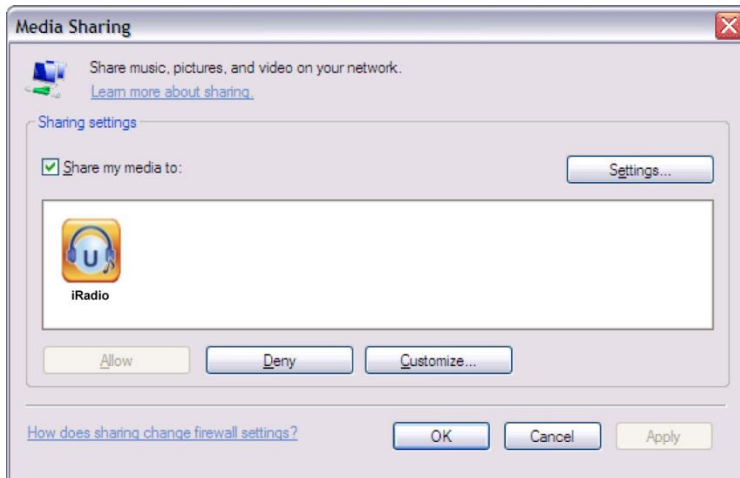 Media Sharing
Share music, pictures, and video on your network.
Learn more about sharing.
Sharing settings
Share my media to:
Settings...
U
iRadio
Allow
Deny
Customize...
How does sharing change firewall settings?
OK
Cancel
Apply